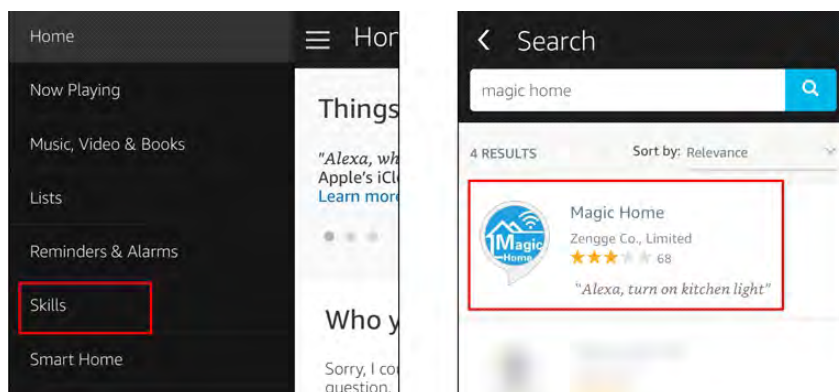 Home
Now Playing
Music, Video & Books
Lists
Reminders & Alarms
Skills
Smart Home
Hor
Things
"Alexa, wh
Apple's iCl
Learn mor
Who y
Sorry, I cou
question.
Search
magic home
4 RESULTS Sort by: Relevance
Magic Home
Magic Home
Zengge Co., Limited
68
"Alexa, turn on kitchen light"